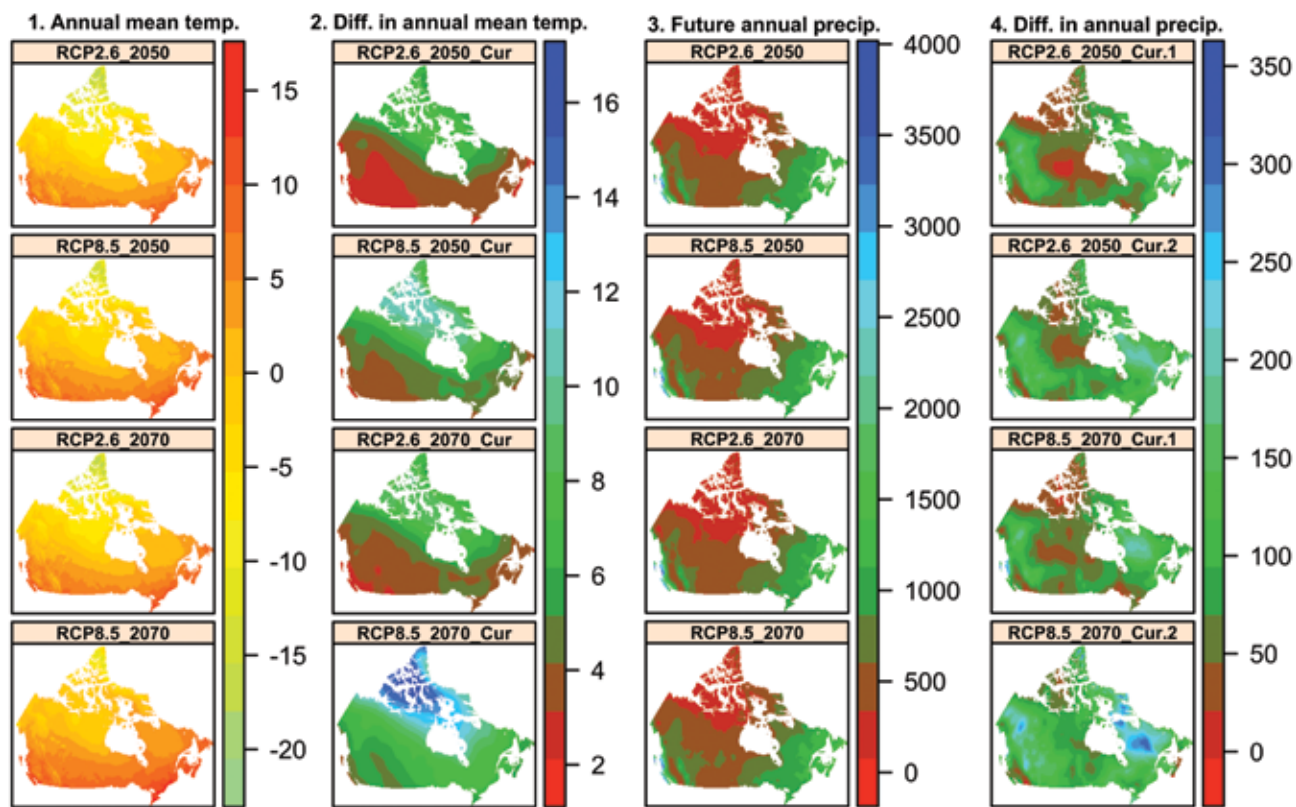 1. Annual mean temp.
RCP2.6_2050
RCP8.5_2050
RCP2.6_2070
RCP8.5_2070
15
10
5
0
-5
-10
-15
-20
2. Diff. in annual mean temp.
RCP2.6_2050_Cur
RCP8.5_2050_Cur
RCP2.6_2070_Cur
RCP8.5_2070_Cur
16
14
12
10
8
6
4
2
3. Future annual precip.
RCP2.6_2050
RCP8.5_2050
RCP2.6_2070
RCP8.5_2070
4000
3500
3000
2500
2000
1500
1000
500
0
4. Diff. in annual precip.
RCP2.6_2050_Cur.1
RCP2.6_2050_Cur.2
RCP8.5_2070_Cur.1
RCP8.5_2070_Cur.2
350
300
250
200
150
100
50
0